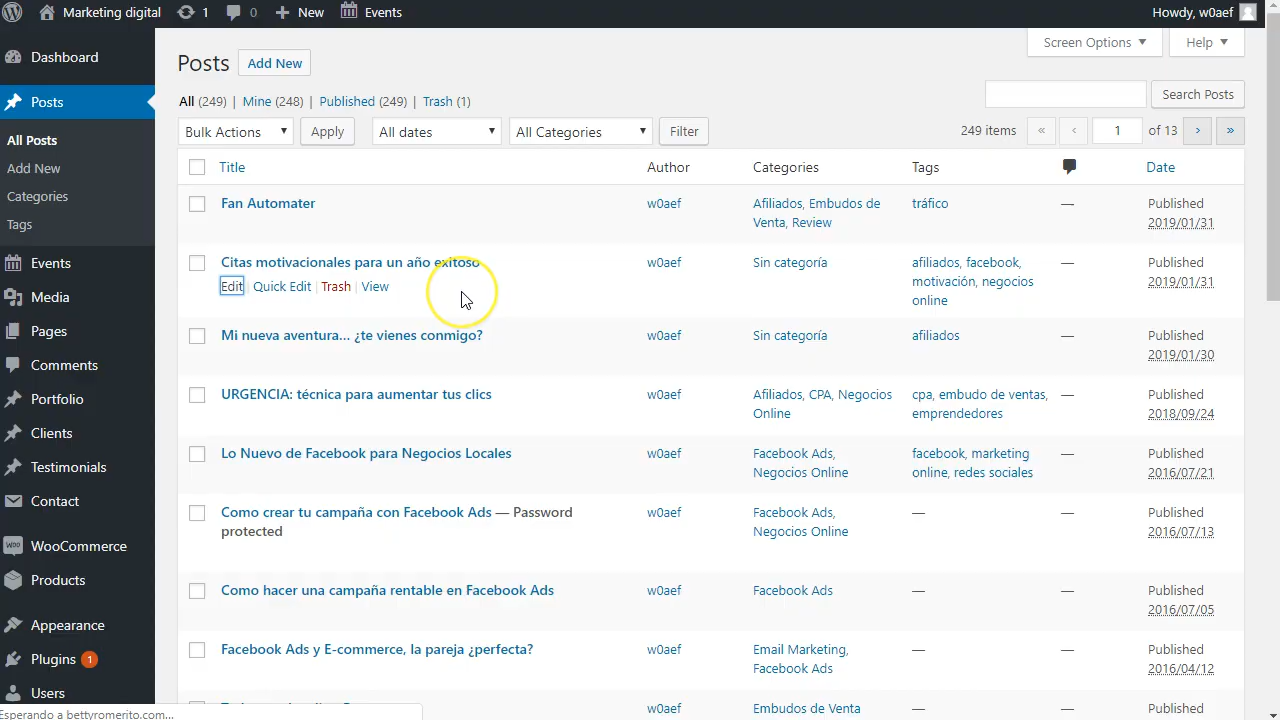 Marketing digital 1 0 New Events Howdy, w0aef
Dashboard
Posts
All Posts
Add New
Categories
Tags
Events
Media
Pages
Comments
Portfolio
Clients
Testimonials
Contact
WooCommerce
Products
Appearance
Plugins 1
Users
Screen Options Help
Posts Add New
All (249) | Mine (248) | Published (249) | Trash (1)
Search Posts
Bulk Actions Apply All dates All Categories Filter 249 items « ‹ 1 of 13 › »
Title Author Categories Tags Date
Fan Automater w0aef Afiliados, Embudos de tráfico — Published
Venta, Review 2019/01/31
Citas motivacionales para un año exitoso w0aef Sin categoría afiliados, facebook, — Published
Edit | Quick Edit | Trash | View motivación, negocios 2019/01/31
online
Mi nueva aventura... ¿te vienes conmigo? w0aef Sin categoría afiliados — Published
2019/01/30
URGENCIA: técnica para aumentar tus clics w0aef Afiliados, CPA, Negocios cpa, embudo de ventas, — Published
Online emprendedores 2018/09/24
Lo Nuevo de Facebook para Negocios Locales w0aef Facebook Ads, facebook, marketing — Published
Negocios Online online, redes sociales 2016/07/21
Como crear tu campaña con Facebook Ads — Password w0aef Facebook Ads, — — Published
protected Negocios Online 2016/07/13
Como hacer una campaña rentable en Facebook Ads w0aef Facebook Ads — — Published
2016/07/05
Facebook Ads y E-commerce, la pareja ¿perfecta? w0aef Email Marketing, — — Published
Facebook Ads 2016/04/12
w0aef Embudos de Venta — — Published
Esperando a bettyromerito.com...